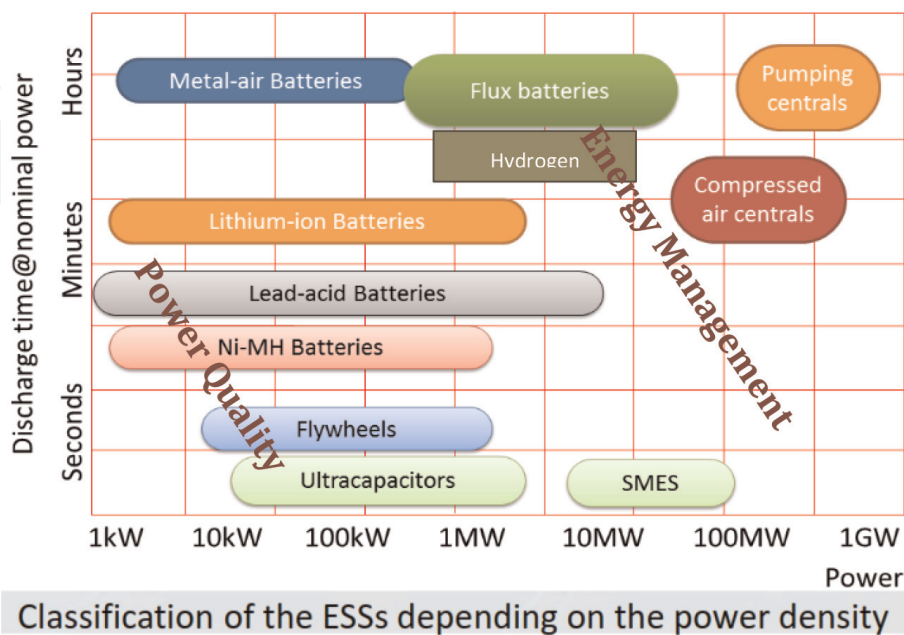 Discharge time@nominal power
Hours
Minutes
Seconds
Metal-air Batteries
Flux batteries
Pumping
centrals
Hydrogen
Compressed
air centrals
Lithium-ion Batteries
Lead-acid Batteries
Ni-MH Batteries
Flywheels
Ultracapacitors
SMES
Power Quality
Energy Management
1kW 10kW 100kW 1MW 10MW 100MW 1GW
Power
Classification of the ESSs depending on the power density